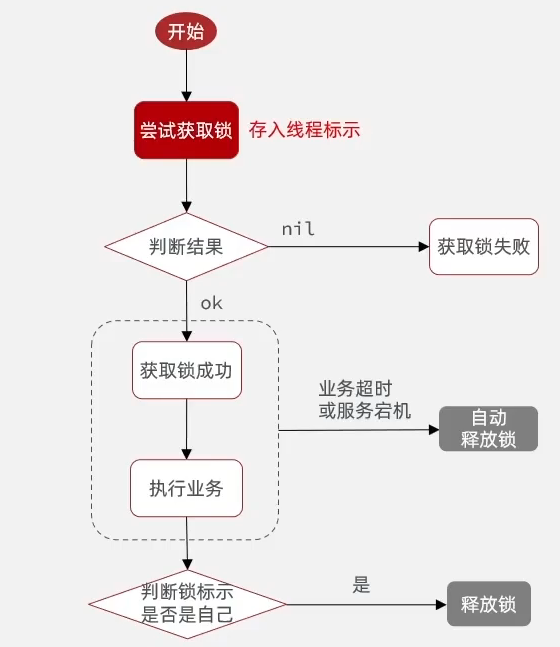 开始
尝试获取锁
存入线程标示
判断结果
nil
获取锁失败
ok
获取锁成功
业务超时
或服务宕机
自动
释放锁
执行业务
判断锁标示
是否是自己
是
释放锁